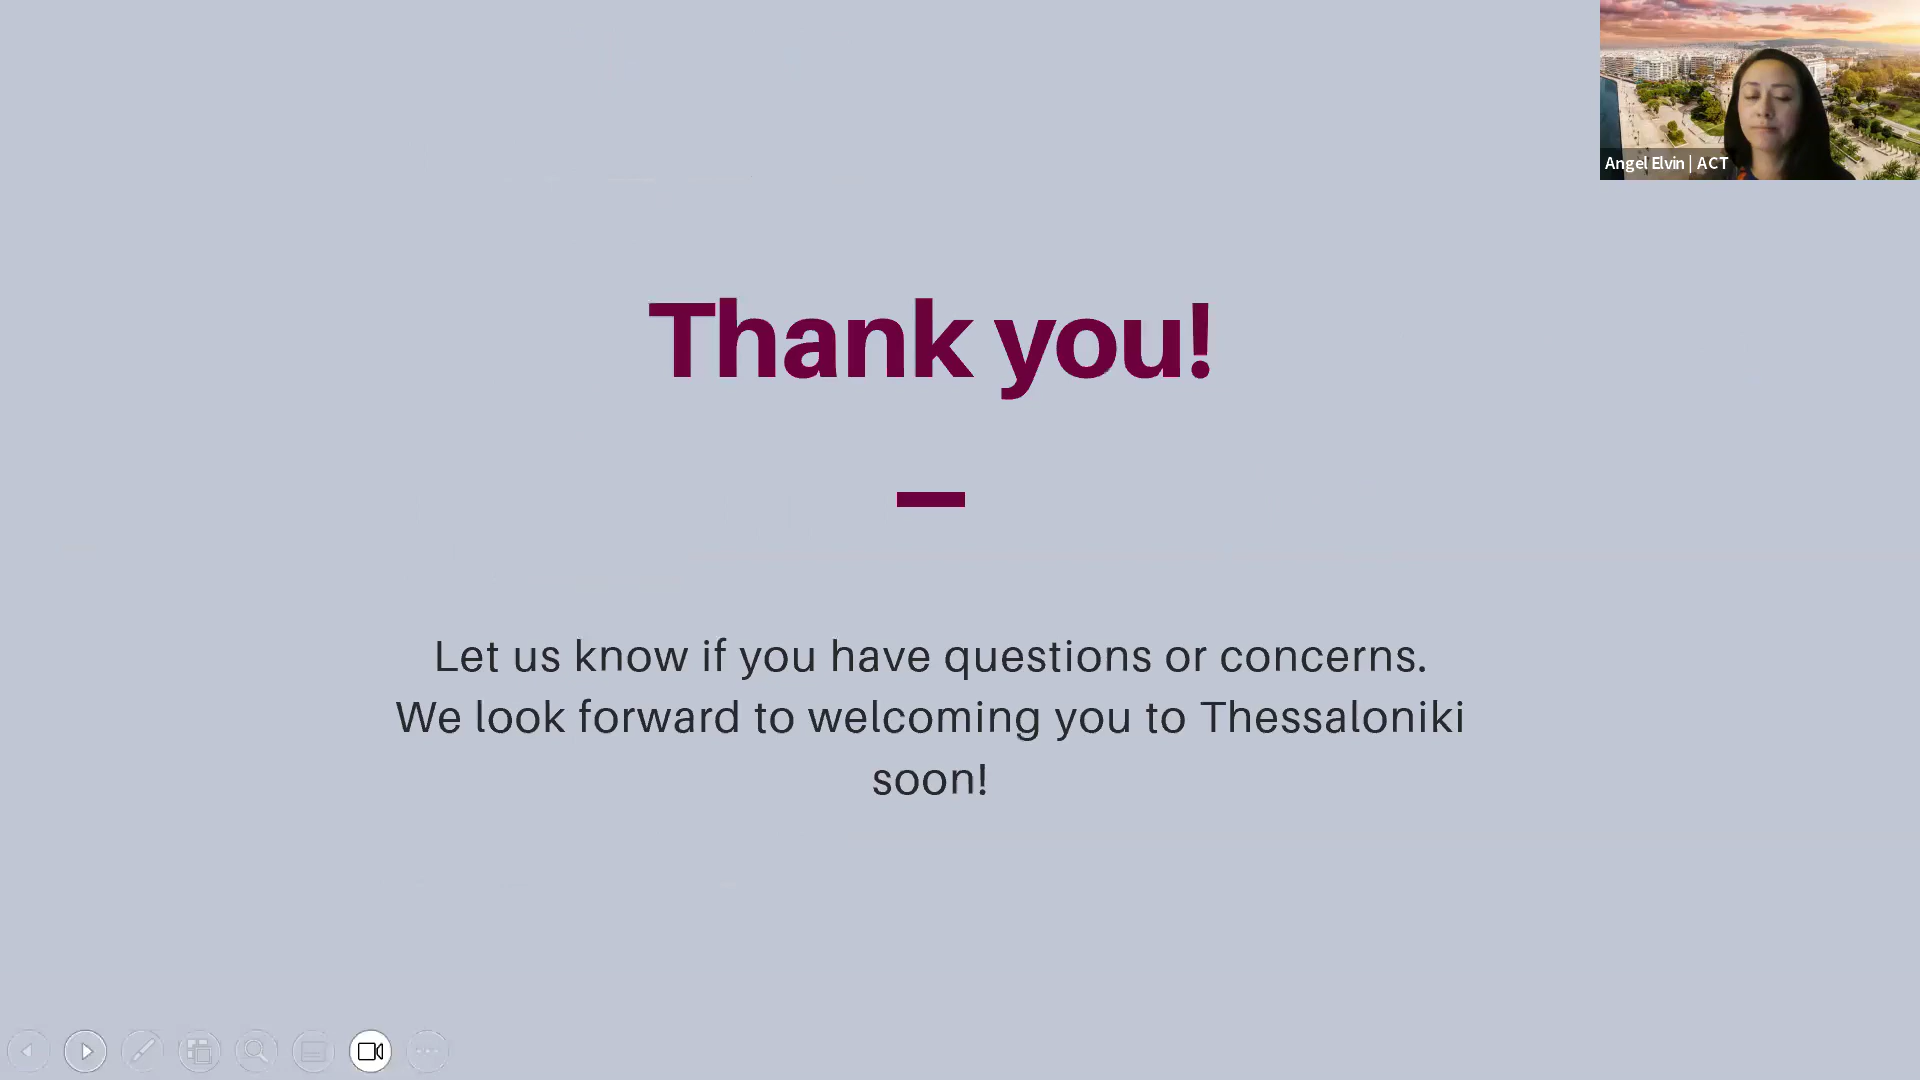 Angel Elvin | ACT
Thank you!
Let us know if you have questions or concerns.
We look forward to welcoming you to Thessaloniki
soon!